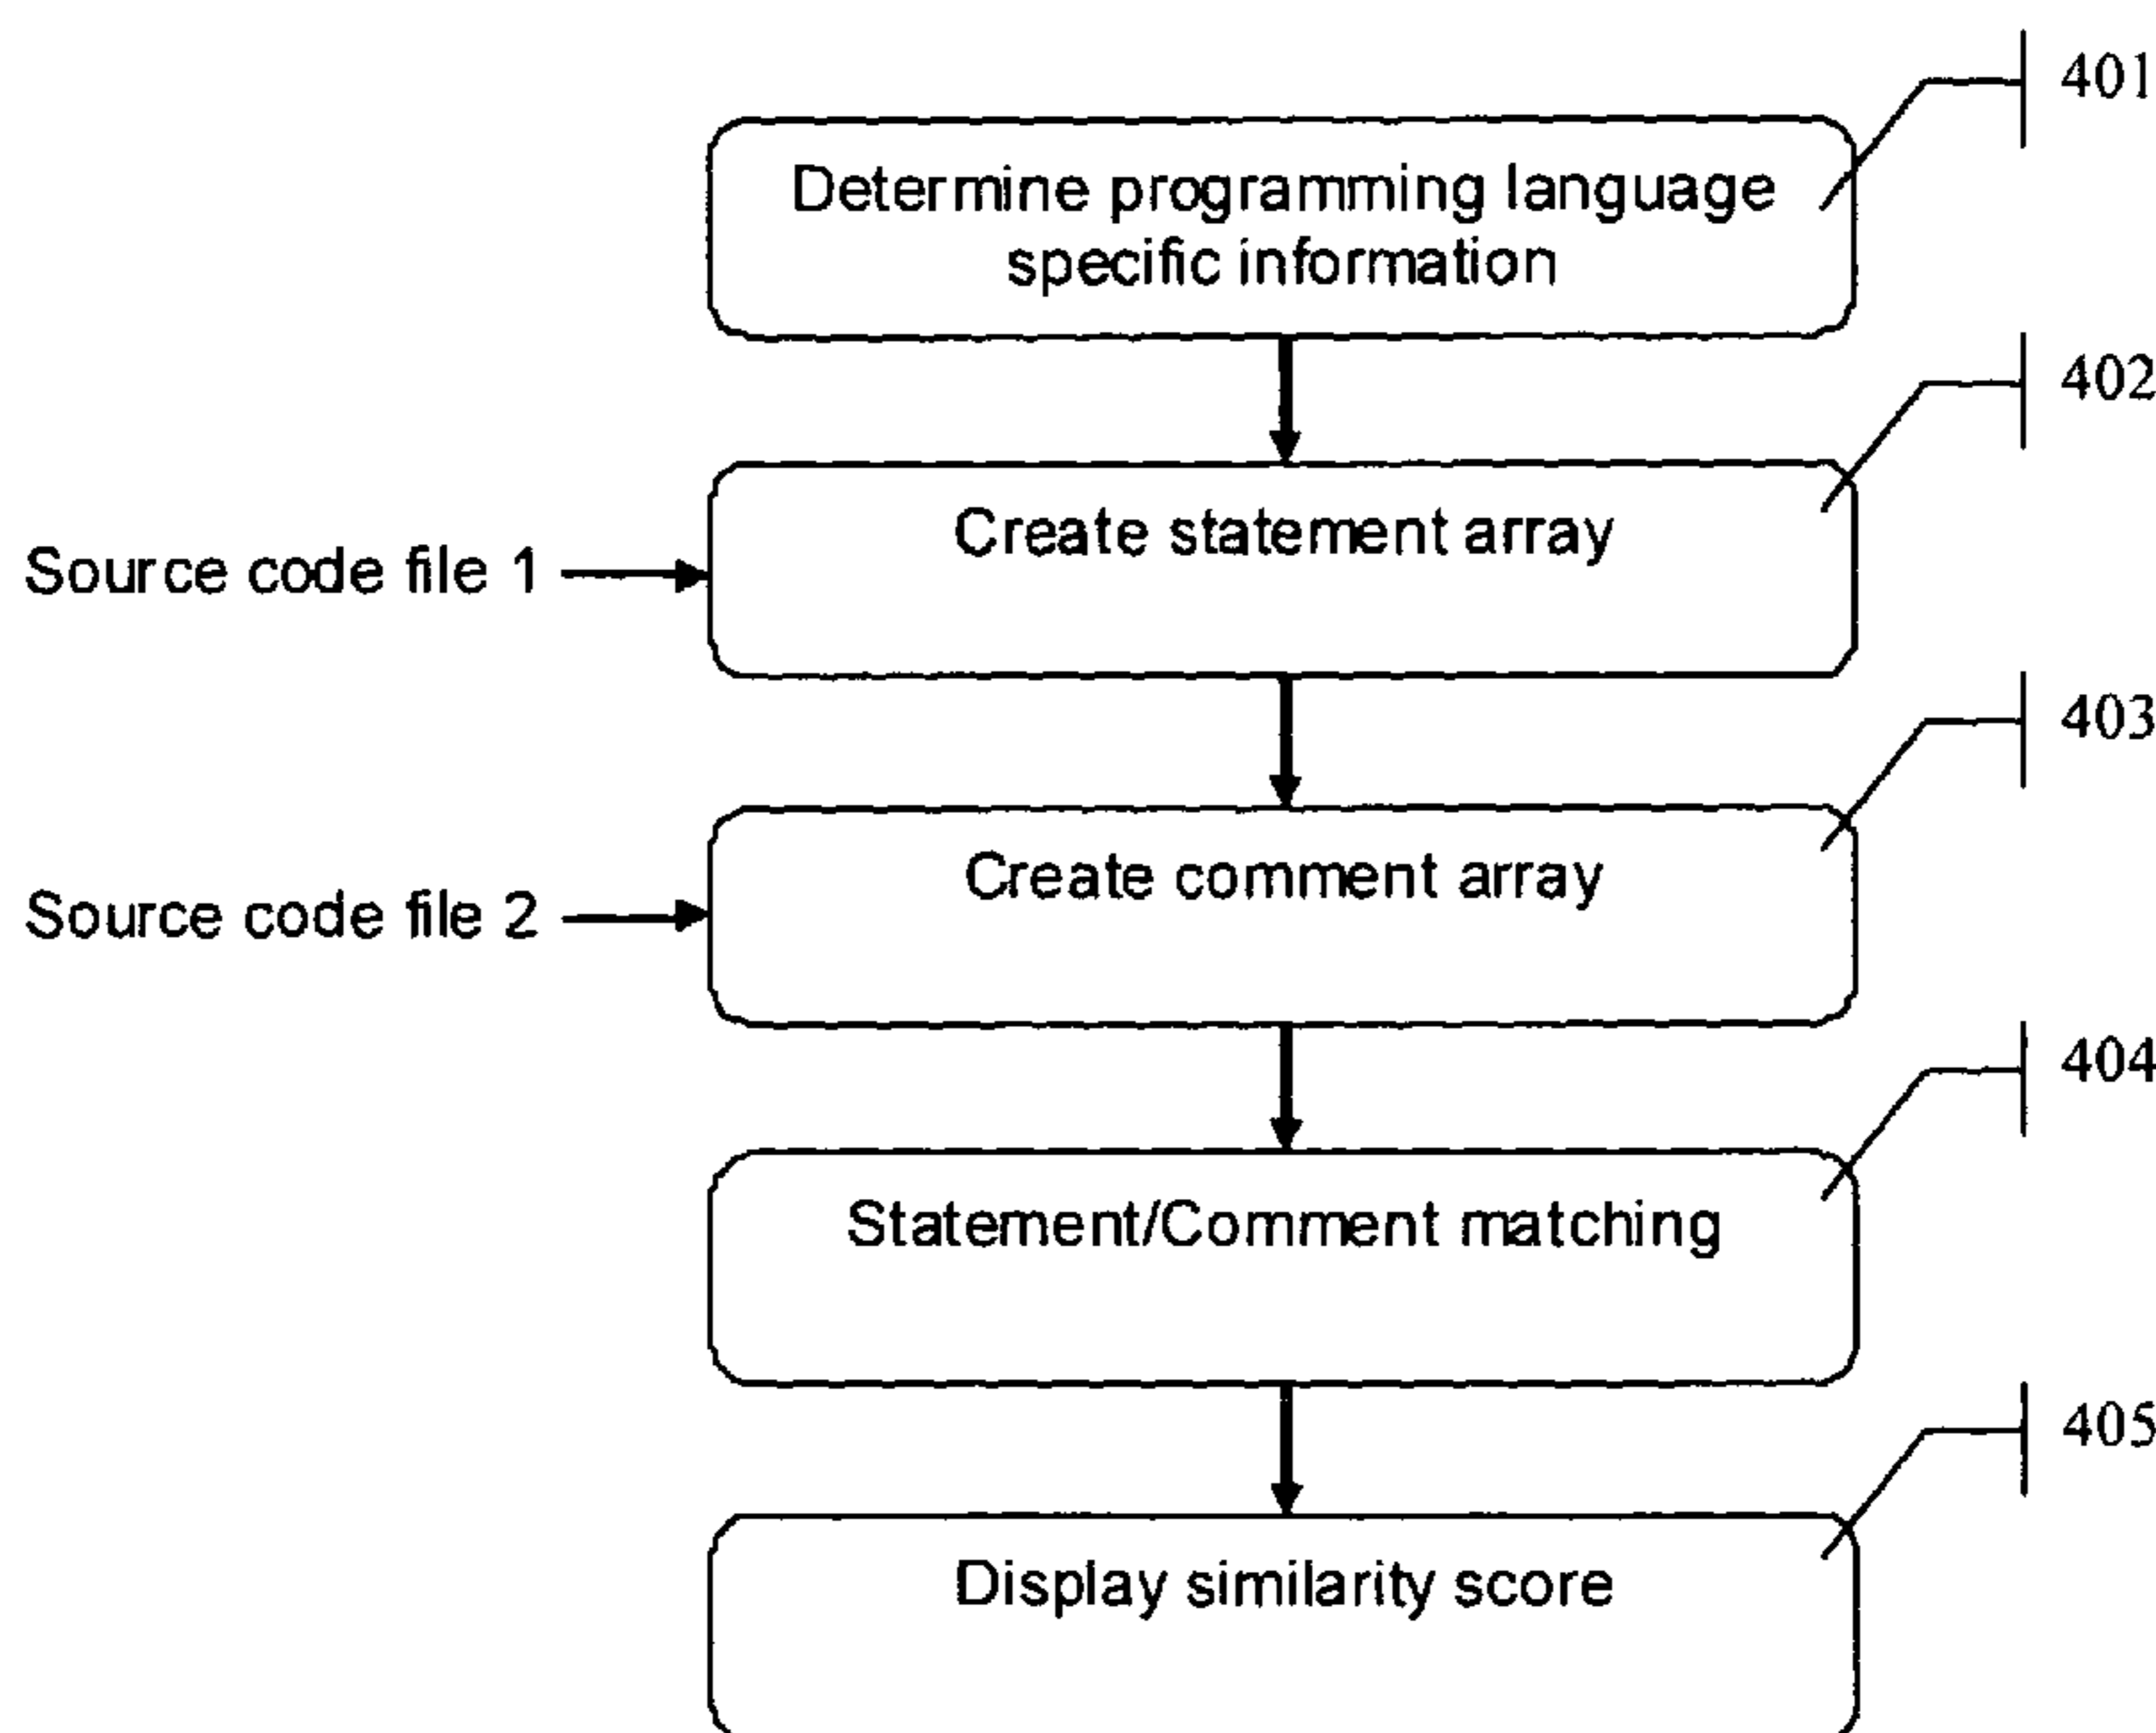 401
Determine programming language
specific information
402
Create statement array
Source code file 1
403
Create comment array
Source code file 2
404
Statement/Comment matching
405
Display similarity score